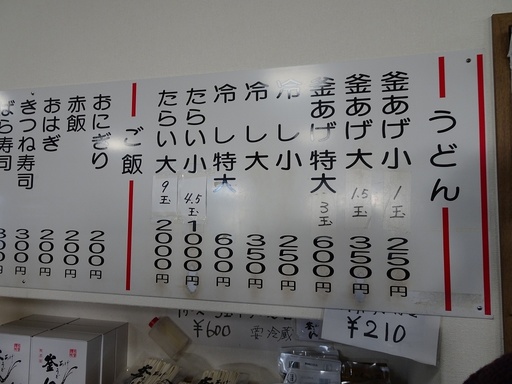 うどん
釜あげ小 1玉 250円
釜あげ大 1.5玉 350円
釜あげ特大 3玉 600円
冷し小 250円
冷し大 350円
冷し特大 600円
たらい小 4.5玉 1000円
たらい大 9玉 2000円
ご飯
おにぎり 200円
赤飯 200円
おはぎ 200円
きつね寿司 300円
ばら寿司
¥600 要冷蔵
¥210